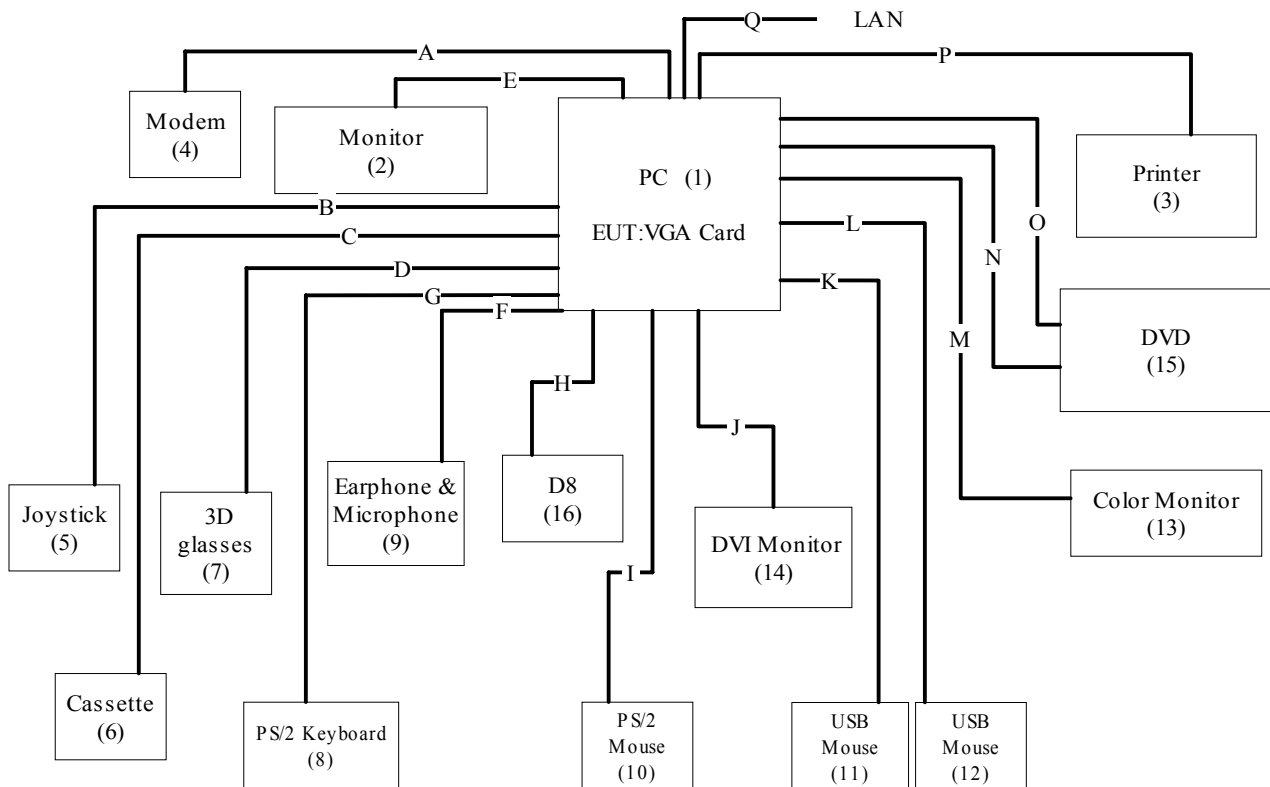 Q
LAN
A
P
E
Modem
(4)
Monitor
(2)
PC (1)
EUT:VGA Card
Printer
(3)
B
C
D
G
F
L
O
N
K
M
DVD
(15)
H
J
Joystick
(5)
3D
glasses
(7)
Earphone &
Microphone
(9)
D8
(16)
DVI Monitor
(14)
Color Monitor
(13)
I
Cassette
(6)
PS/2 Keyboard
(8)
PS/2
Mouse
(10)
USB
Mouse
(11)
USB
Mouse
(12)